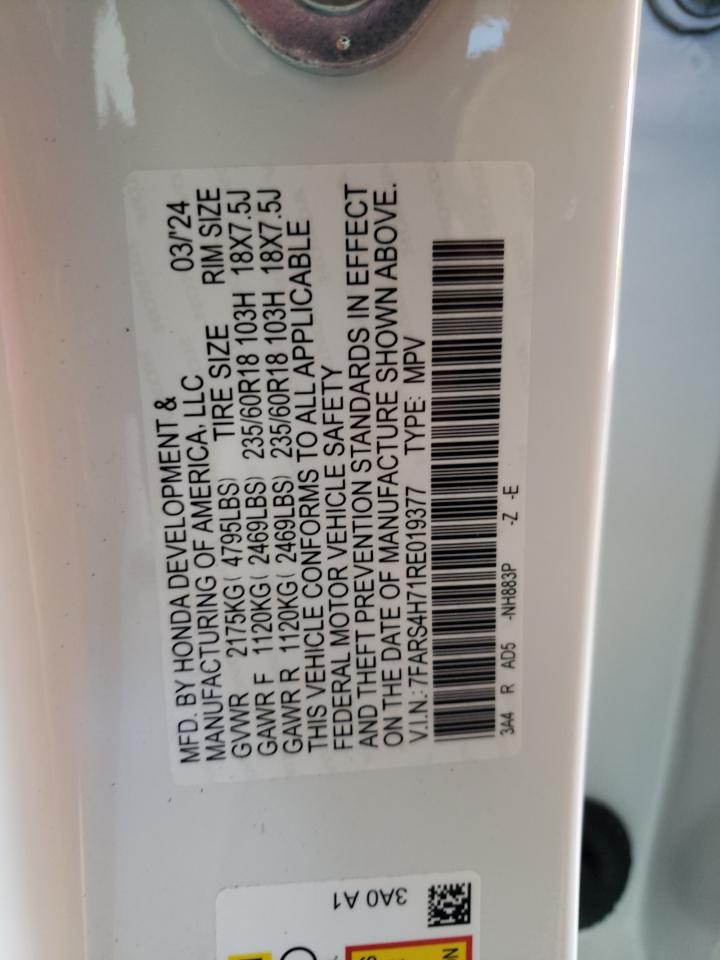 MFD. BY HONDA DEVELOPMENT &
MANUFACTURING OF AMERICA, LLC 03/'24
GVWR 2175KG( 4795LBS) TIRE SIZE RIM SIZE
GAWR F 1120KG( 2469LBS) 235/60R18 103H 18X7.5J
GAWR R 1120KG( 2469LBS) 235/60R18 103H 18X7.5J
THIS VEHICLE CONFORMS TO ALL APPLICABLE
FEDERAL MOTOR VEHICLE SAFETY
AND THEFT PREVENTION STANDARDS IN EFFECT
ON THE DATE OF MANUFACTURE SHOWN ABOVE.
V.I.N.: 7FARS4H71RE019377 TYPE: MPV
3A4 R AD5 -NH883P -Z -E
3A0 A1